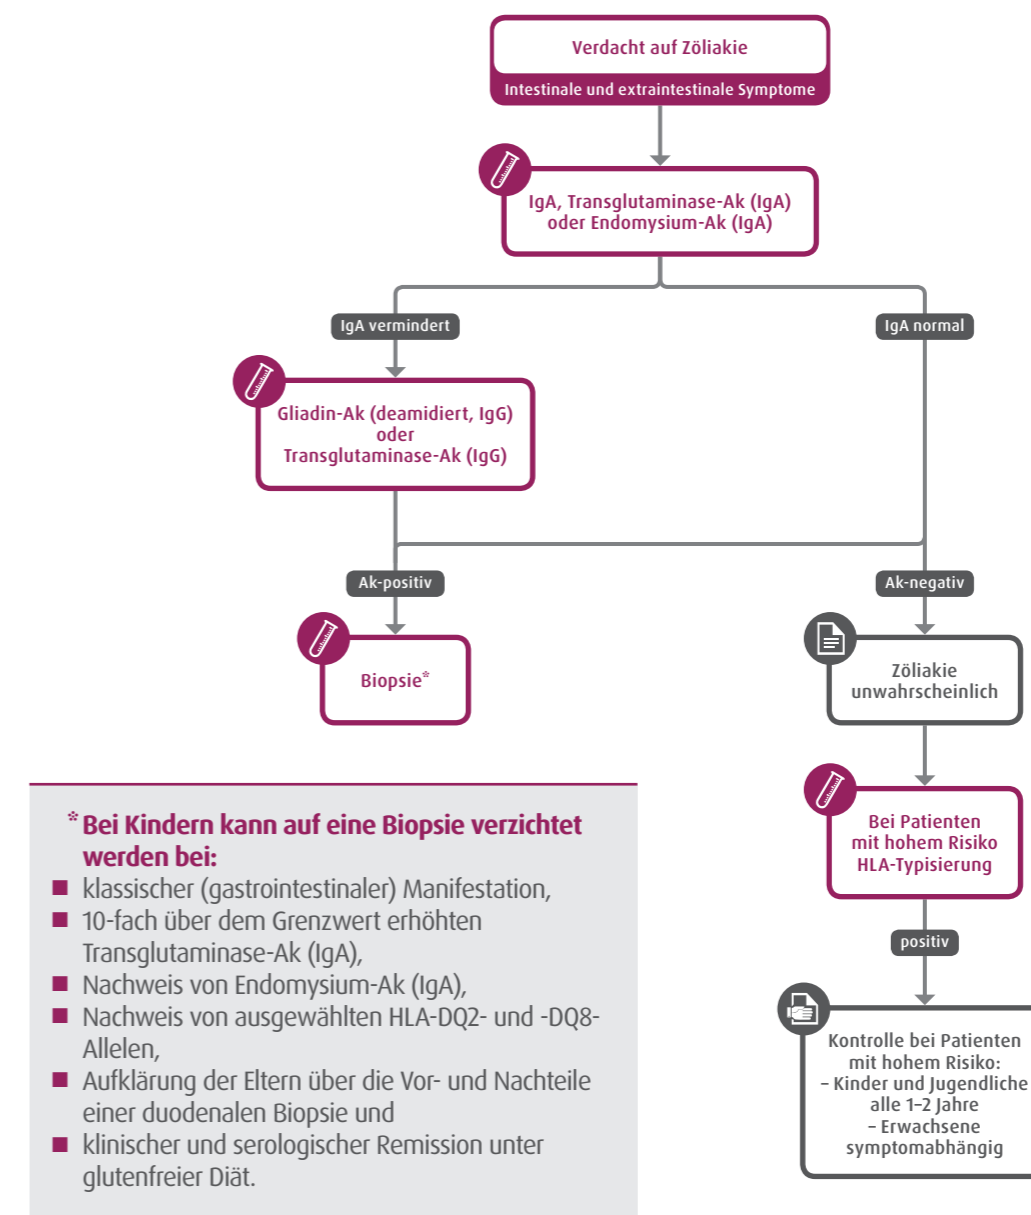 Verdacht auf Zöliakie
Intestinale und extraintestinale Symptome
IgA, Transglutaminase-Ak (IgA)
oder Endomysium-Ak (IgA)
IgA vermindert
IgA normal
Gliadin-Ak (deamidiert, IgG)
oder
Transglutaminase-Ak (IgG)
Ak-positiv
Ak-negativ
Biopsie*
Zöliakie
unwahrscheinlich
Bei Patienten
mit hohem Risiko
HLA-Typisierung
positiv
Kontrolle bei Patienten
mit hohem Risiko:
– Kinder und Jugendliche
alle 1–2 Jahre
– Erwachsene
symptomabhängig
* Bei Kindern kann auf eine Biopsie verzichtet
werden bei:
■ klassischer (gastrointestinaler) Manifestation,
■ 10-fach über dem Grenzwert erhöhten
Transglutaminase-Ak (IgA),
■ Nachweis von Endomysium-Ak (IgA),
■ Nachweis von ausgewählten HLA-DQ2- und -DQ8-
Allelen,
■ Aufklärung der Eltern über die Vor- und Nachteile
einer duodenalen Biopsie und
■ klinischer und serologischer Remission unter
glutenfreier Diät.